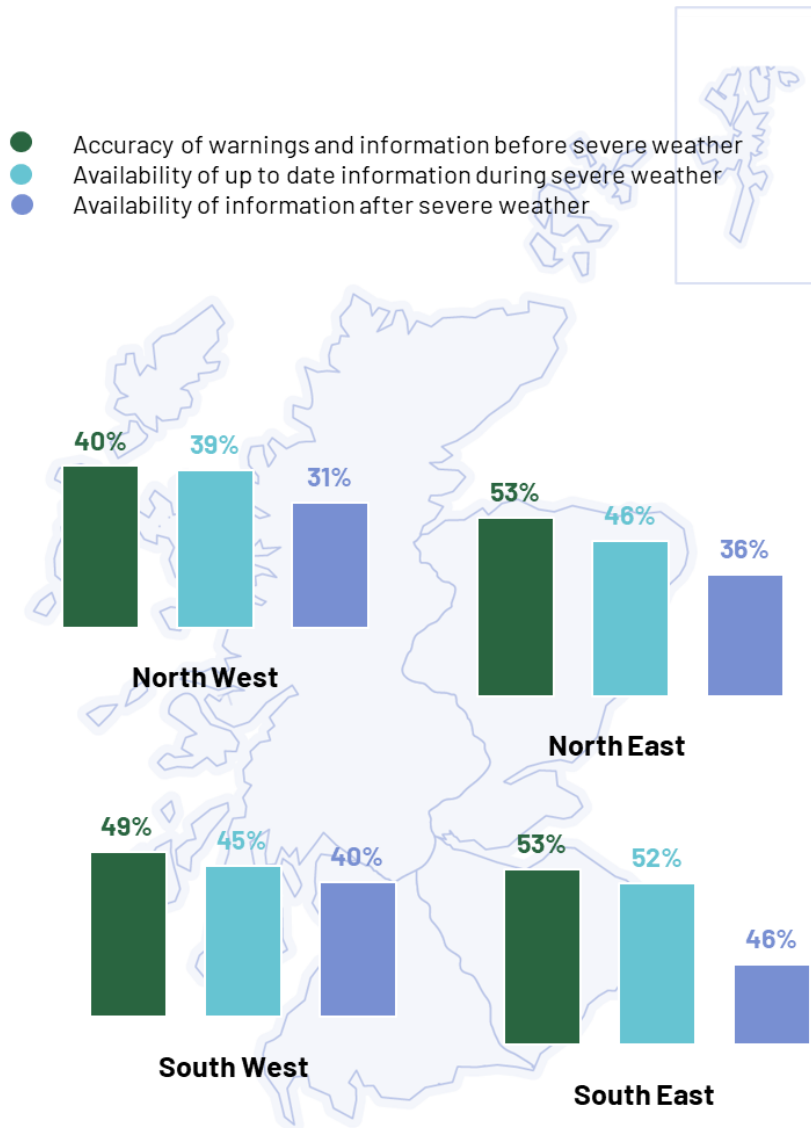 Accuracy of warnings and information before severe weather
Availability of up to date information during severe weather
Availability of information after severe weather
40%
39%
31%
North West
53%
46%
36%
North East
49%
45%
40%
South West
53%
52%
46%
South East